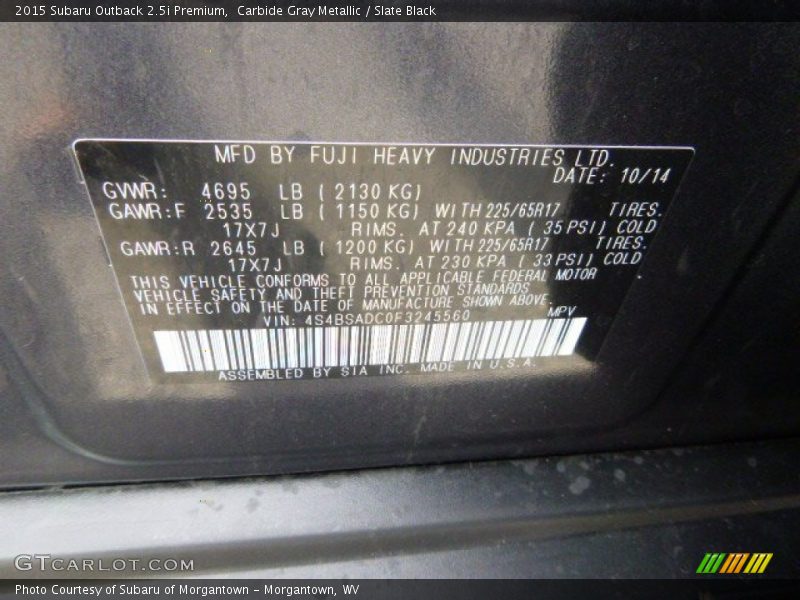 2015 Subaru Outback 2.5i Premium,  Carbide Gray Metallic / Slate Black
MFD BY FUJI HEAVY INDUSTRIES LTD.
DATE: 10/14
GVWR: 4695 LB ( 2130 KG)
GAWR:F 2535 LB ( 1150 KG) WITH 225/65R17 TIRES.
17X7J RIMS. AT 240 KPA ( 35 PSI) COLD
GAWR:R 2645 LB ( 1200 KG) WITH 225/65R17 TIRES.
17X7J RIMS. AT 230 KPA ( 33 PSI) COLD
THIS VEHICLE CONFORMS TO ALL APPLICABLE FEDERAL MOTOR
VEHICLE SAFETY AND THEFT PREVENTION STANDARDS
IN EFFECT ON THE DATE OF MANUFACTURE SHOWN ABOVE.
VIN: 4S4BSADC0F3245560 MPV
ASSEMBLED BY SIA INC. MADE IN U.S.A.
GTCARLOT.COM
Photo Courtesy of Subaru of Morgantown - Morgantown, WV